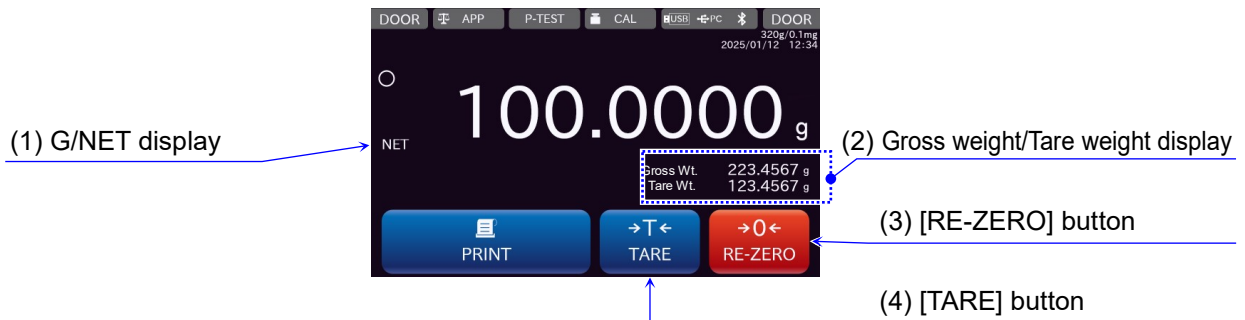 DOOR APP P-TEST CAL USB PC DOOR
320g/0.1mg
2025/01/12 12:34
100.0000 g
NET
(1) G/NET display
(2) Gross weight/Tare weight display
Gross Wt. 223.4567 g
Tare Wt. 123.4567 g
→T← →0←
PRINT TARE RE-ZERO
(3) [RE-ZERO] button
(4) [TARE] button